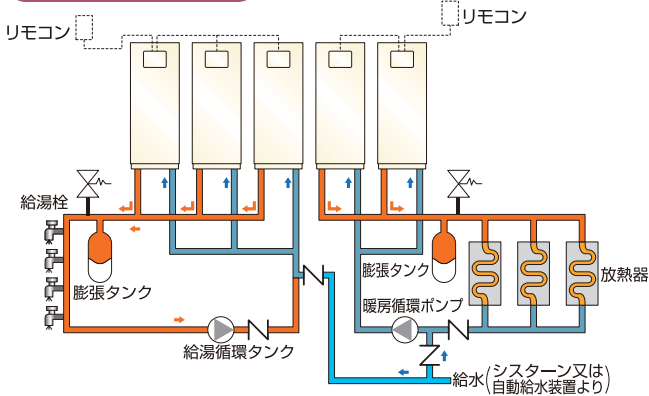 リモコン
リモコン
給湯栓
膨張タンク
給湯循環タンク
膨張タンク
暖房循環ポンプ
放熱器
給水(シスターン又は
自動給水装置より)